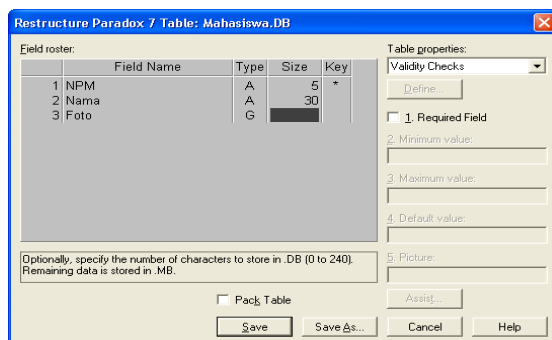 Restructure Paradox 7 Table: Mahasiswa.DB
Field roster:
Field Name Type Size Key
1 NPM A 5 *
2 Nama A 30
3 Foto G
Optionally, specify the number of characters to store in .DB (0 to 240).
Remaining data is stored in .MB.
Pack Table
Save Save As...
Table properties:
Validity Checks
Define...
1. Required Field
2. Minimum value:
3. Maximum value:
4. Default value:
5. Picture:
Assist...
Cancel Help